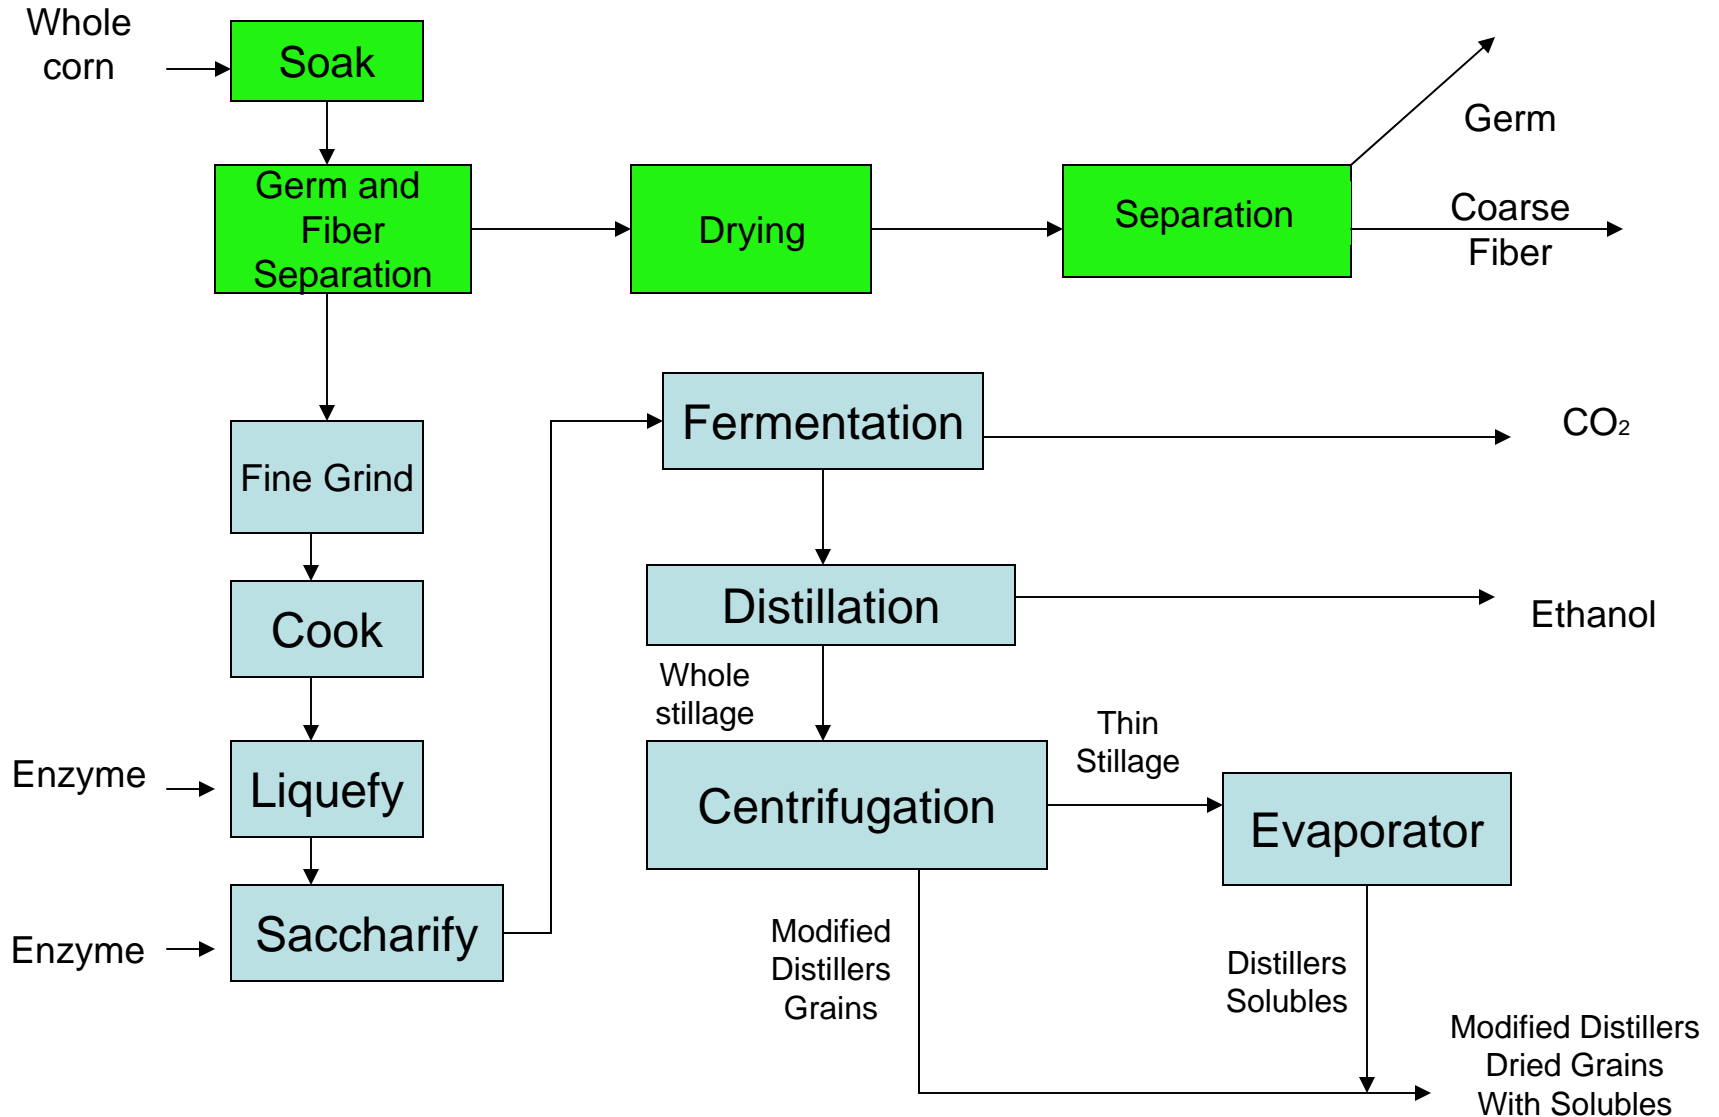 Whole
corn
Soak
Germ
Germ and
Fiber
Separation
Drying
Separation
Coarse
Fiber
Fermentation
CO2
Fine Grind
Cook
Distillation
Ethanol
Whole
stillage
Thin
Stillage
Enzyme
Liquefy
Centrifugation
Evaporator
Enzyme
Saccharify
Modified
Distillers
Grains
Distillers
Solubles
Modified Distillers
Dried Grains
With Solubles